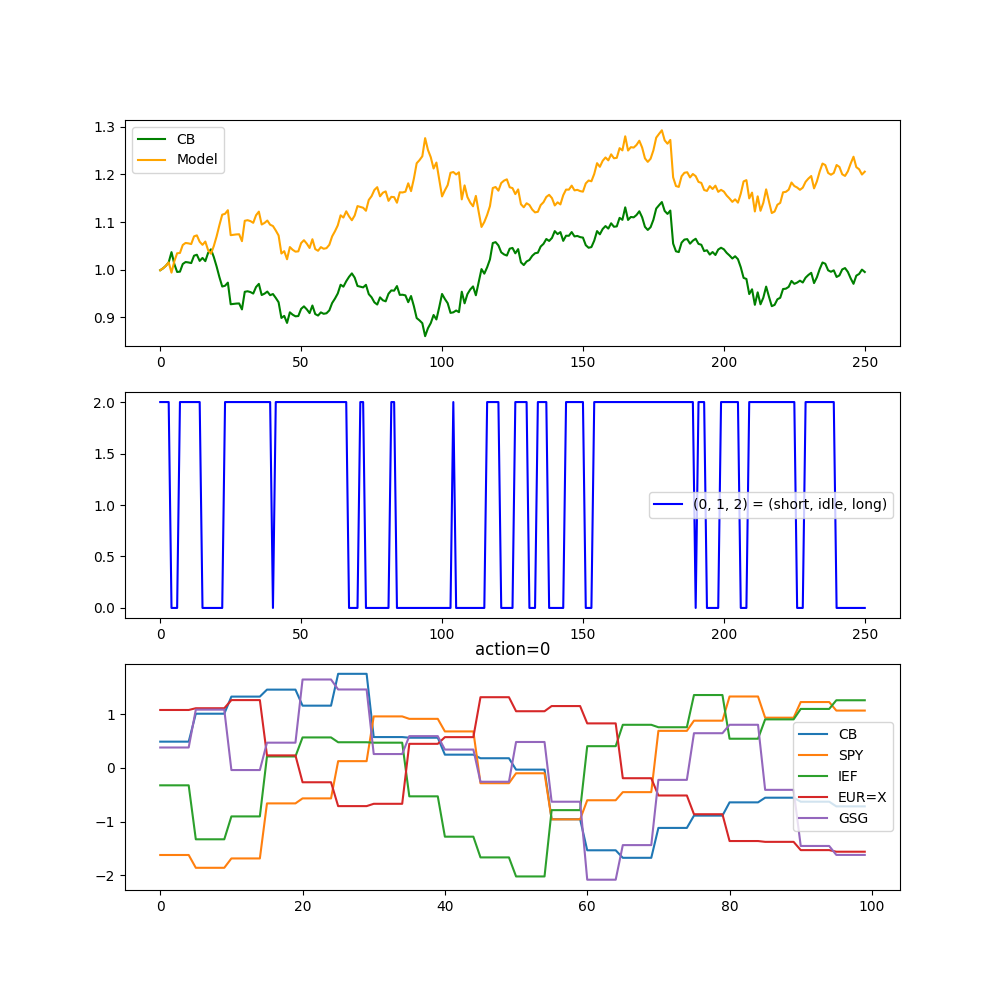 1.3
1.2
1.1
1.0
0.9
CB
Model
0 50 100 150 200 250
2.0
1.5
1.0
0.5
0.0
(0, 1, 2) = (short, idle, long)
0 50 100 150 200 250
action=0
1
0
−1
−2
CB
SPY
IEF
EUR=X
GSG
0 20 40 60 80 100